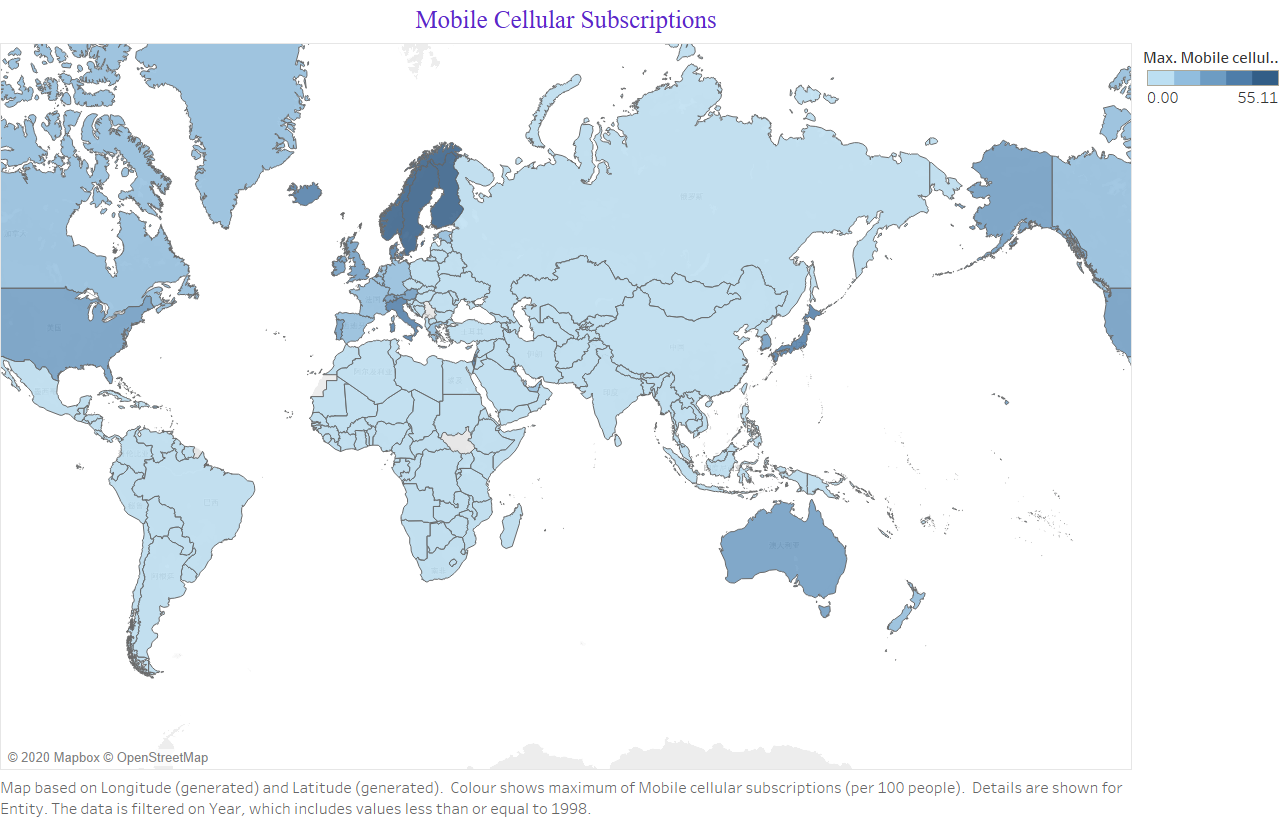 Mobile Cellular Subscriptions
Max. Mobile cellul..
0.00 55.11
© 2020 Mapbox © OpenStreetMap
Map based on Longitude (generated) and Latitude (generated). Colour shows maximum of Mobile cellular subscriptions (per 100 people). Details are shown for
Entity. The data is filtered on Year, which includes values less than or equal to 1998.